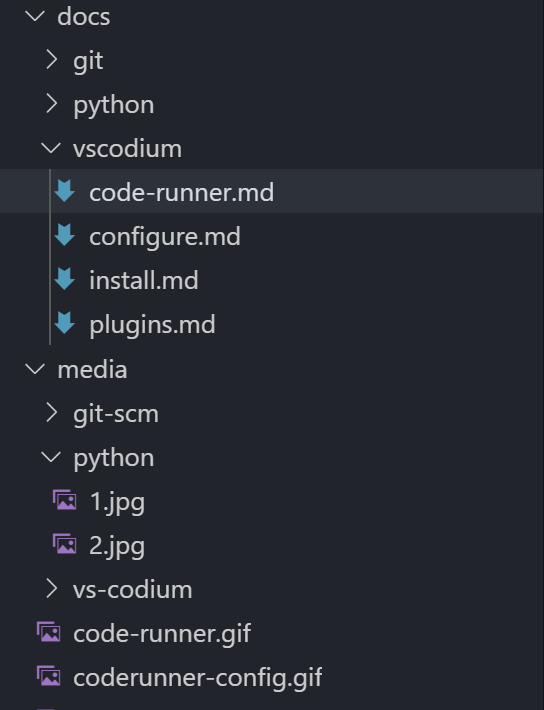 docs
git
python
vscodium
code-runner.md
configure.md
install.md
plugins.md
media
git-scm
python
1.jpg
2.jpg
vs-codium
code-runner.gif
coderunner-config.gif